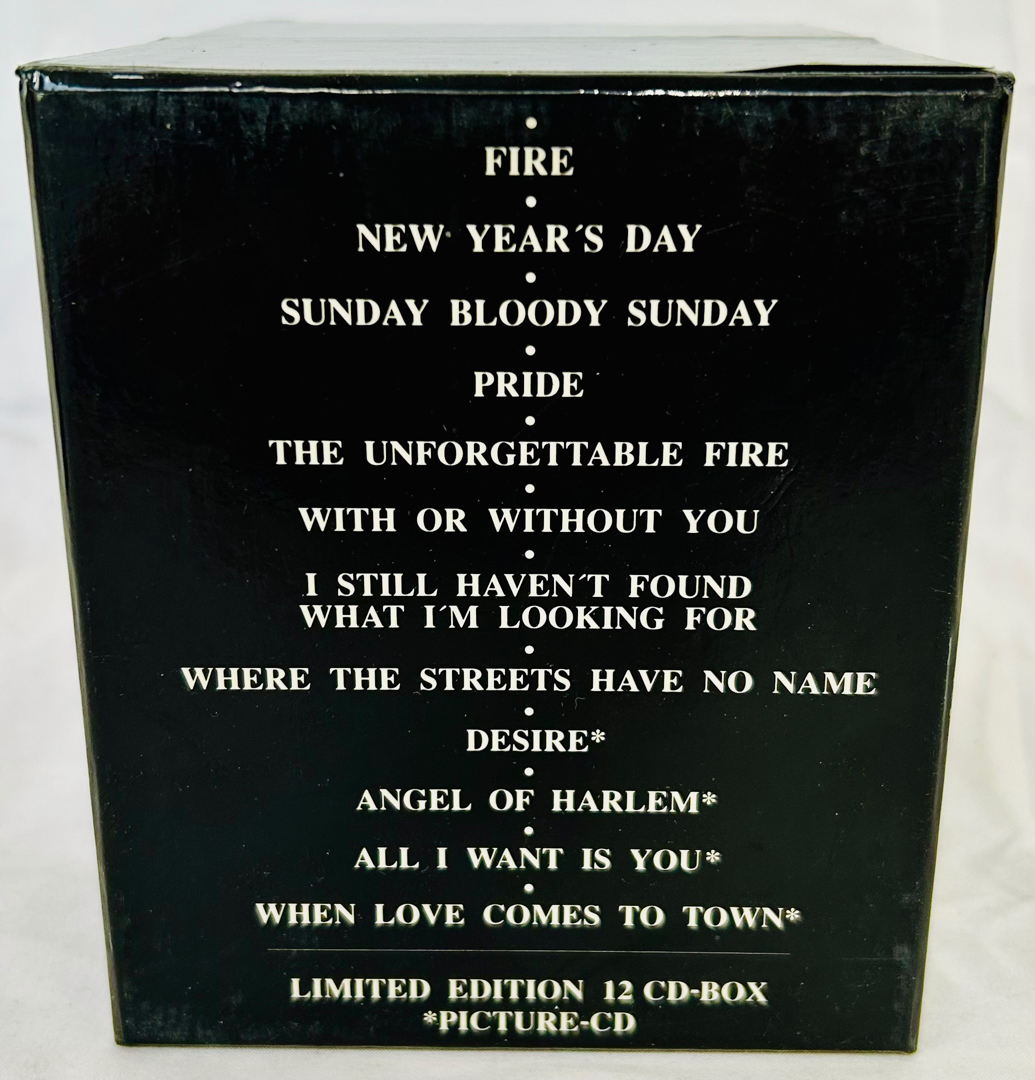 •
FIRE
•
NEW YEAR´S DAY
•
SUNDAY BLOODY SUNDAY
•
PRIDE
•
THE UNFORGETTABLE FIRE
•
WITH OR WITHOUT YOU
•
I STILL HAVEN´T FOUND
WHAT I´M LOOKING FOR
•
WHERE THE STREETS HAVE NO NAME
•
DESIRE*
•
ANGEL OF HARLEM*
•
ALL I WANT IS YOU*
•
WHEN LOVE COMES TO TOWN*
LIMITED EDITION 12 CD-BOX
*PICTURE-CD